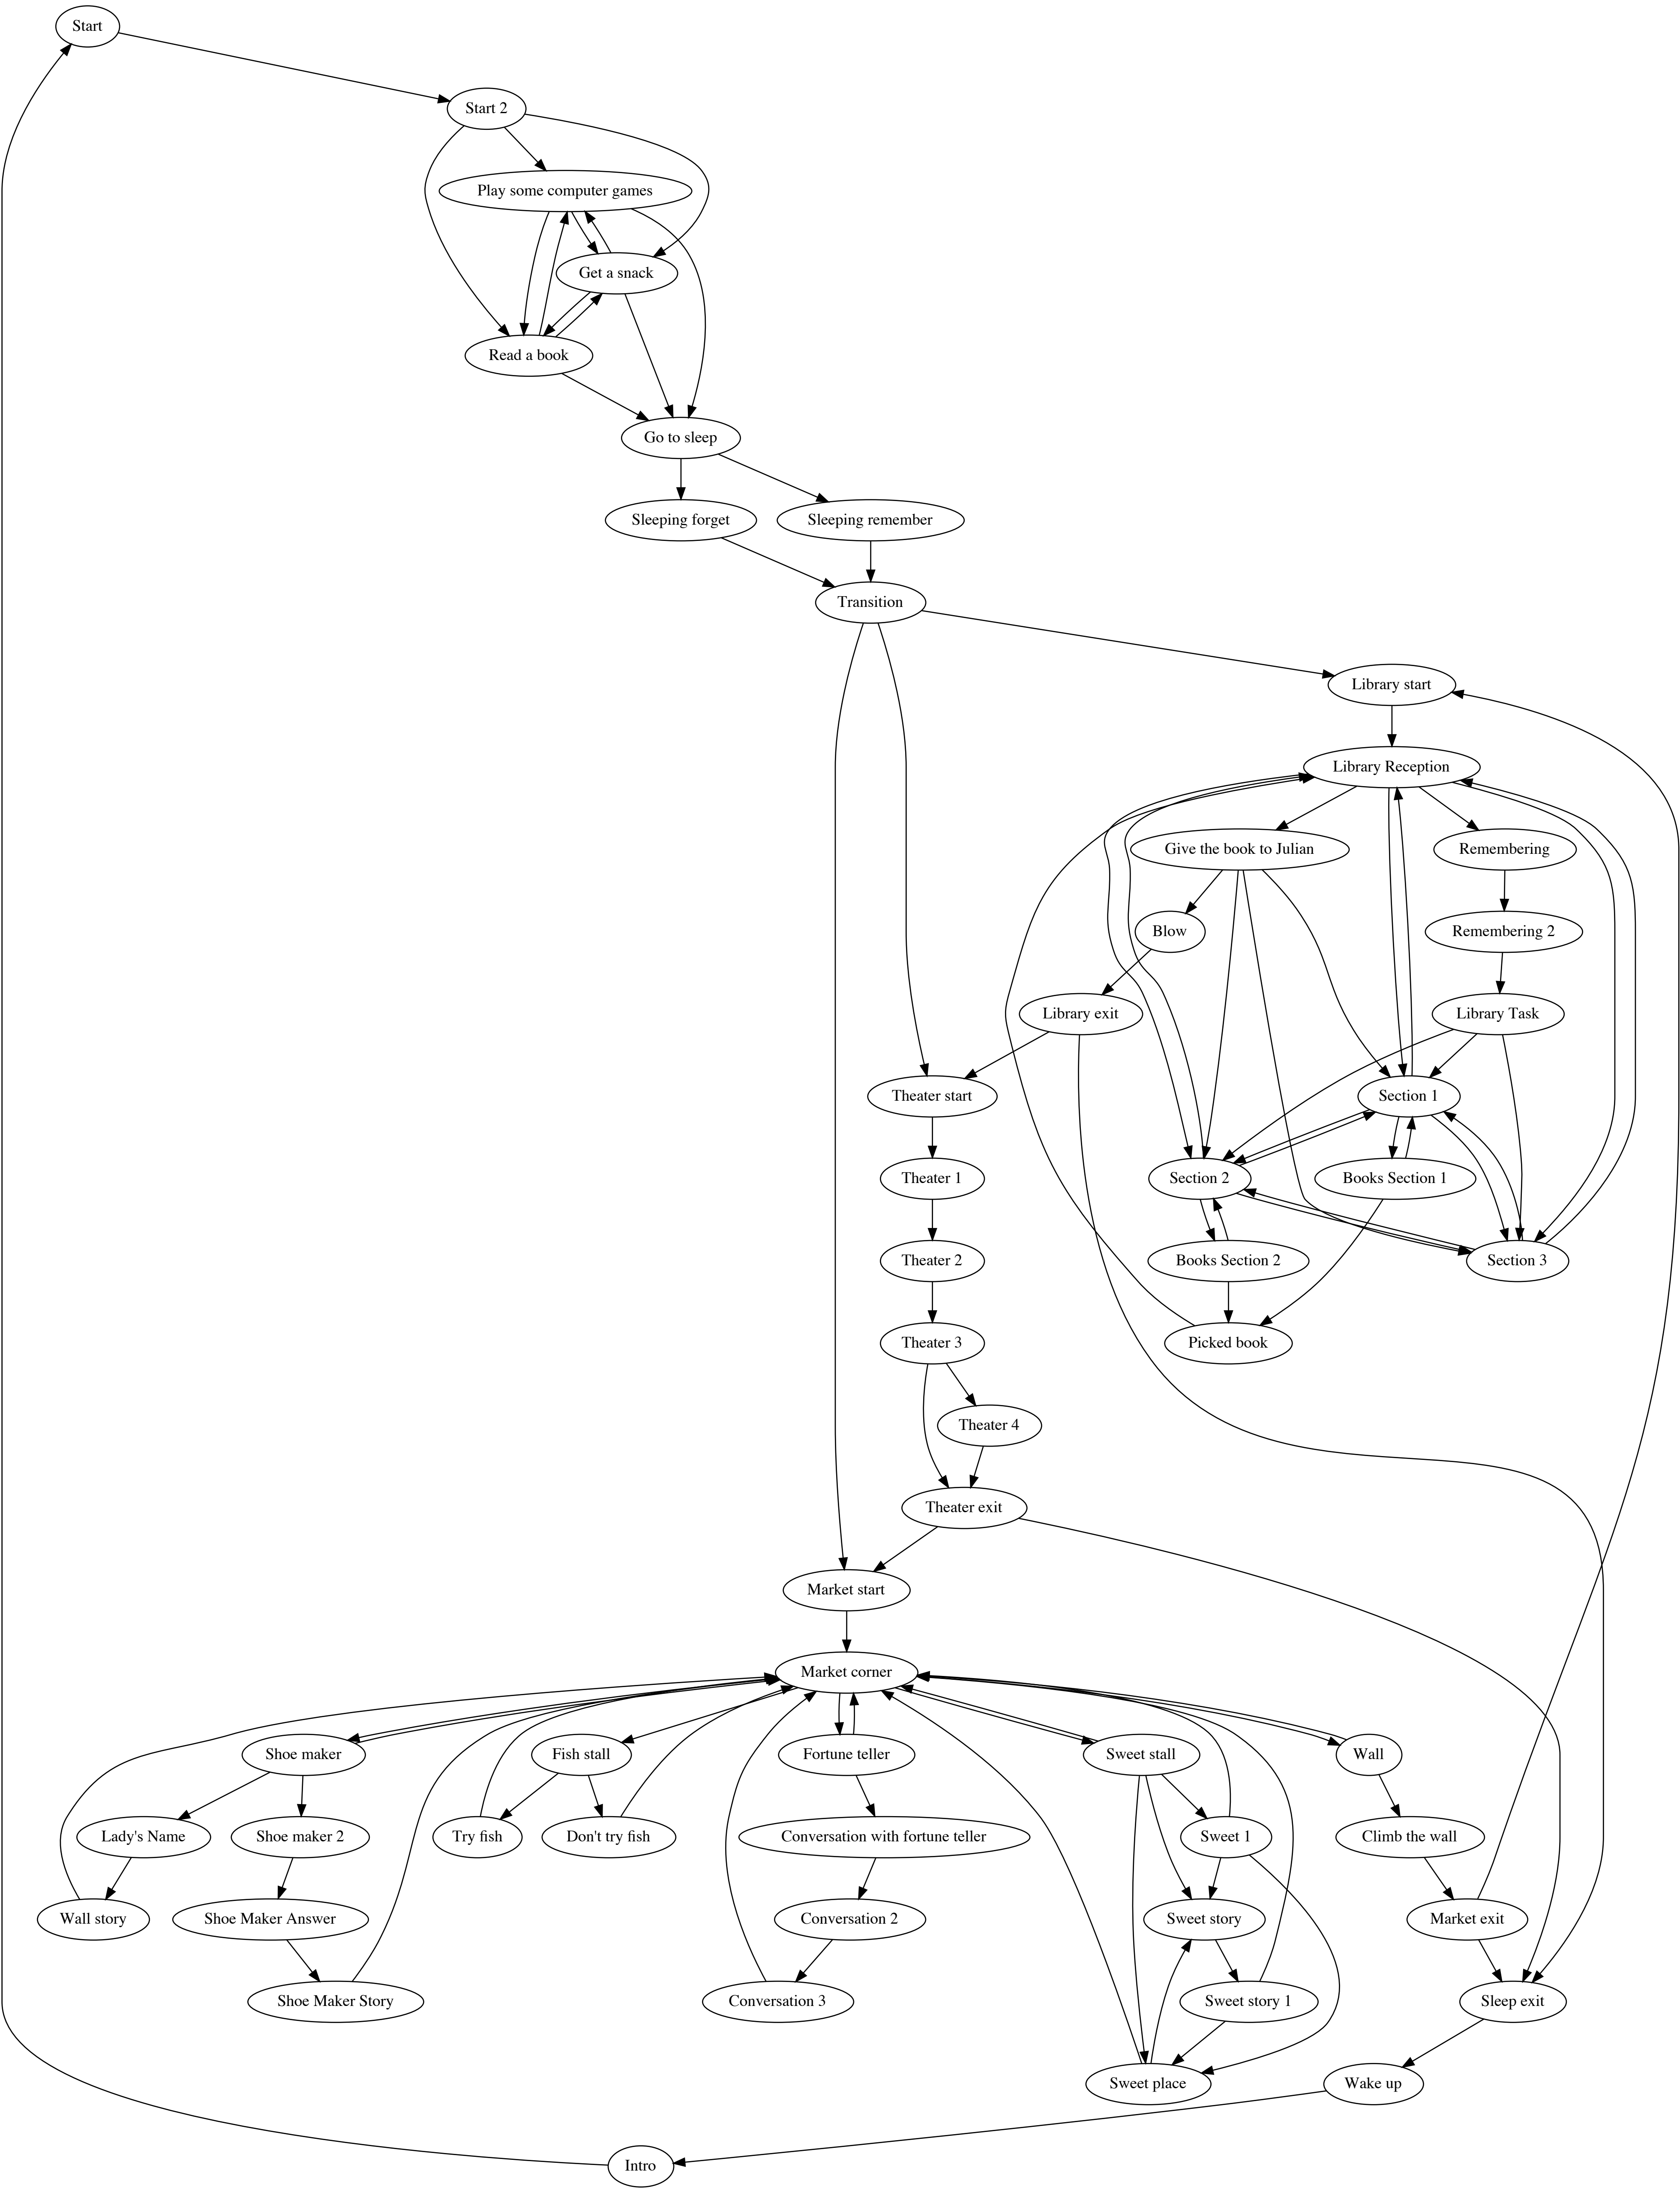 Start
Start 2
Play some computer games
Get a snack
Read a book
Go to sleep
Sleeping forget
Sleeping remember
Transition
Library start
Library Reception
Give the book to Julian
Remembering
Blow
Remembering 2
Library exit
Library Task
Theater start
Section 1
Theater 1
Section 2
Books Section 1
Theater 2
Books Section 2
Section 3
Theater 3
Picked book
Theater 4
Theater exit
Market start
Market corner
Shoe maker
Fish stall
Fortune teller
Sweet stall
Wall
Lady's Name
Shoe maker 2
Try fish
Don't try fish
Conversation with fortune teller
Sweet 1
Climb the wall
Wall story
Shoe Maker Answer
Conversation 2
Sweet story
Market exit
Shoe Maker Story
Conversation 3
Sweet story 1
Sleep exit
Sweet place
Wake up
Intro